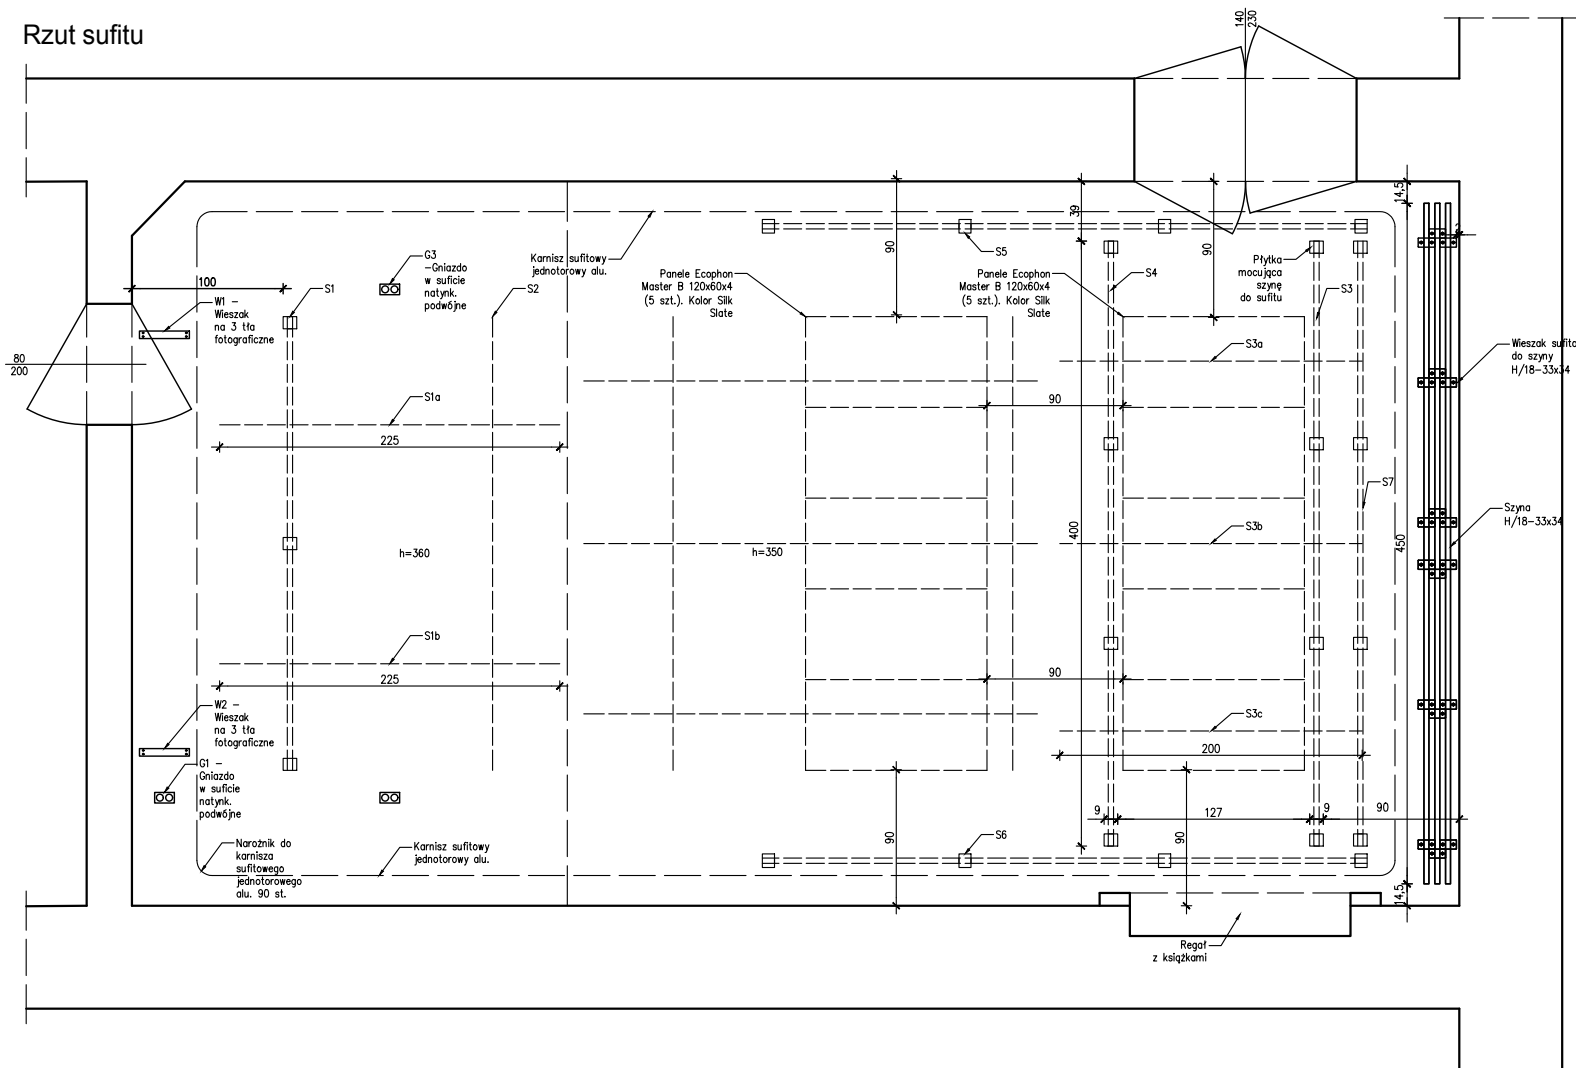 Rzut sufitu
140
230
14,5
39
90
90
2
G3
-Gniazdo
w suficie
natynk.
podwójne
Karnisz sufitowy
jednotorowy alu.
S5
Panele Ecophon
Master B 120x60x4
(5 szt.). Kolor Silk
Slate
Panele Ecophon
Master B 120x60x4
(5 szt.). Kolor Silk
Slate
S4
Płytka
mocująca
szynę
do sufitu
S3
100
S1
S2
W1 -
Wieszak
na 3 tła
fotograficzne
80
200
S3a
Wieszak sufito
do szyny
H/18-33x34
S1a
90
225
S7
Szyna
H/18-33x34
400
S3b
450
h=360
h=350
S1b
225
90
W2 -
Wieszak
na 3 tła
fotograficzne
S3c
200
G1 -
Gniazdo
w suficie
natynk.
podwójne
9
127
9
90
90
90
S6
Narożnik do
karnisza
sufitowego
jednotorowego
alu. 90 st.
Karnisz sufitowy
jednotorowy alu.
14,5
Regał
z książkami